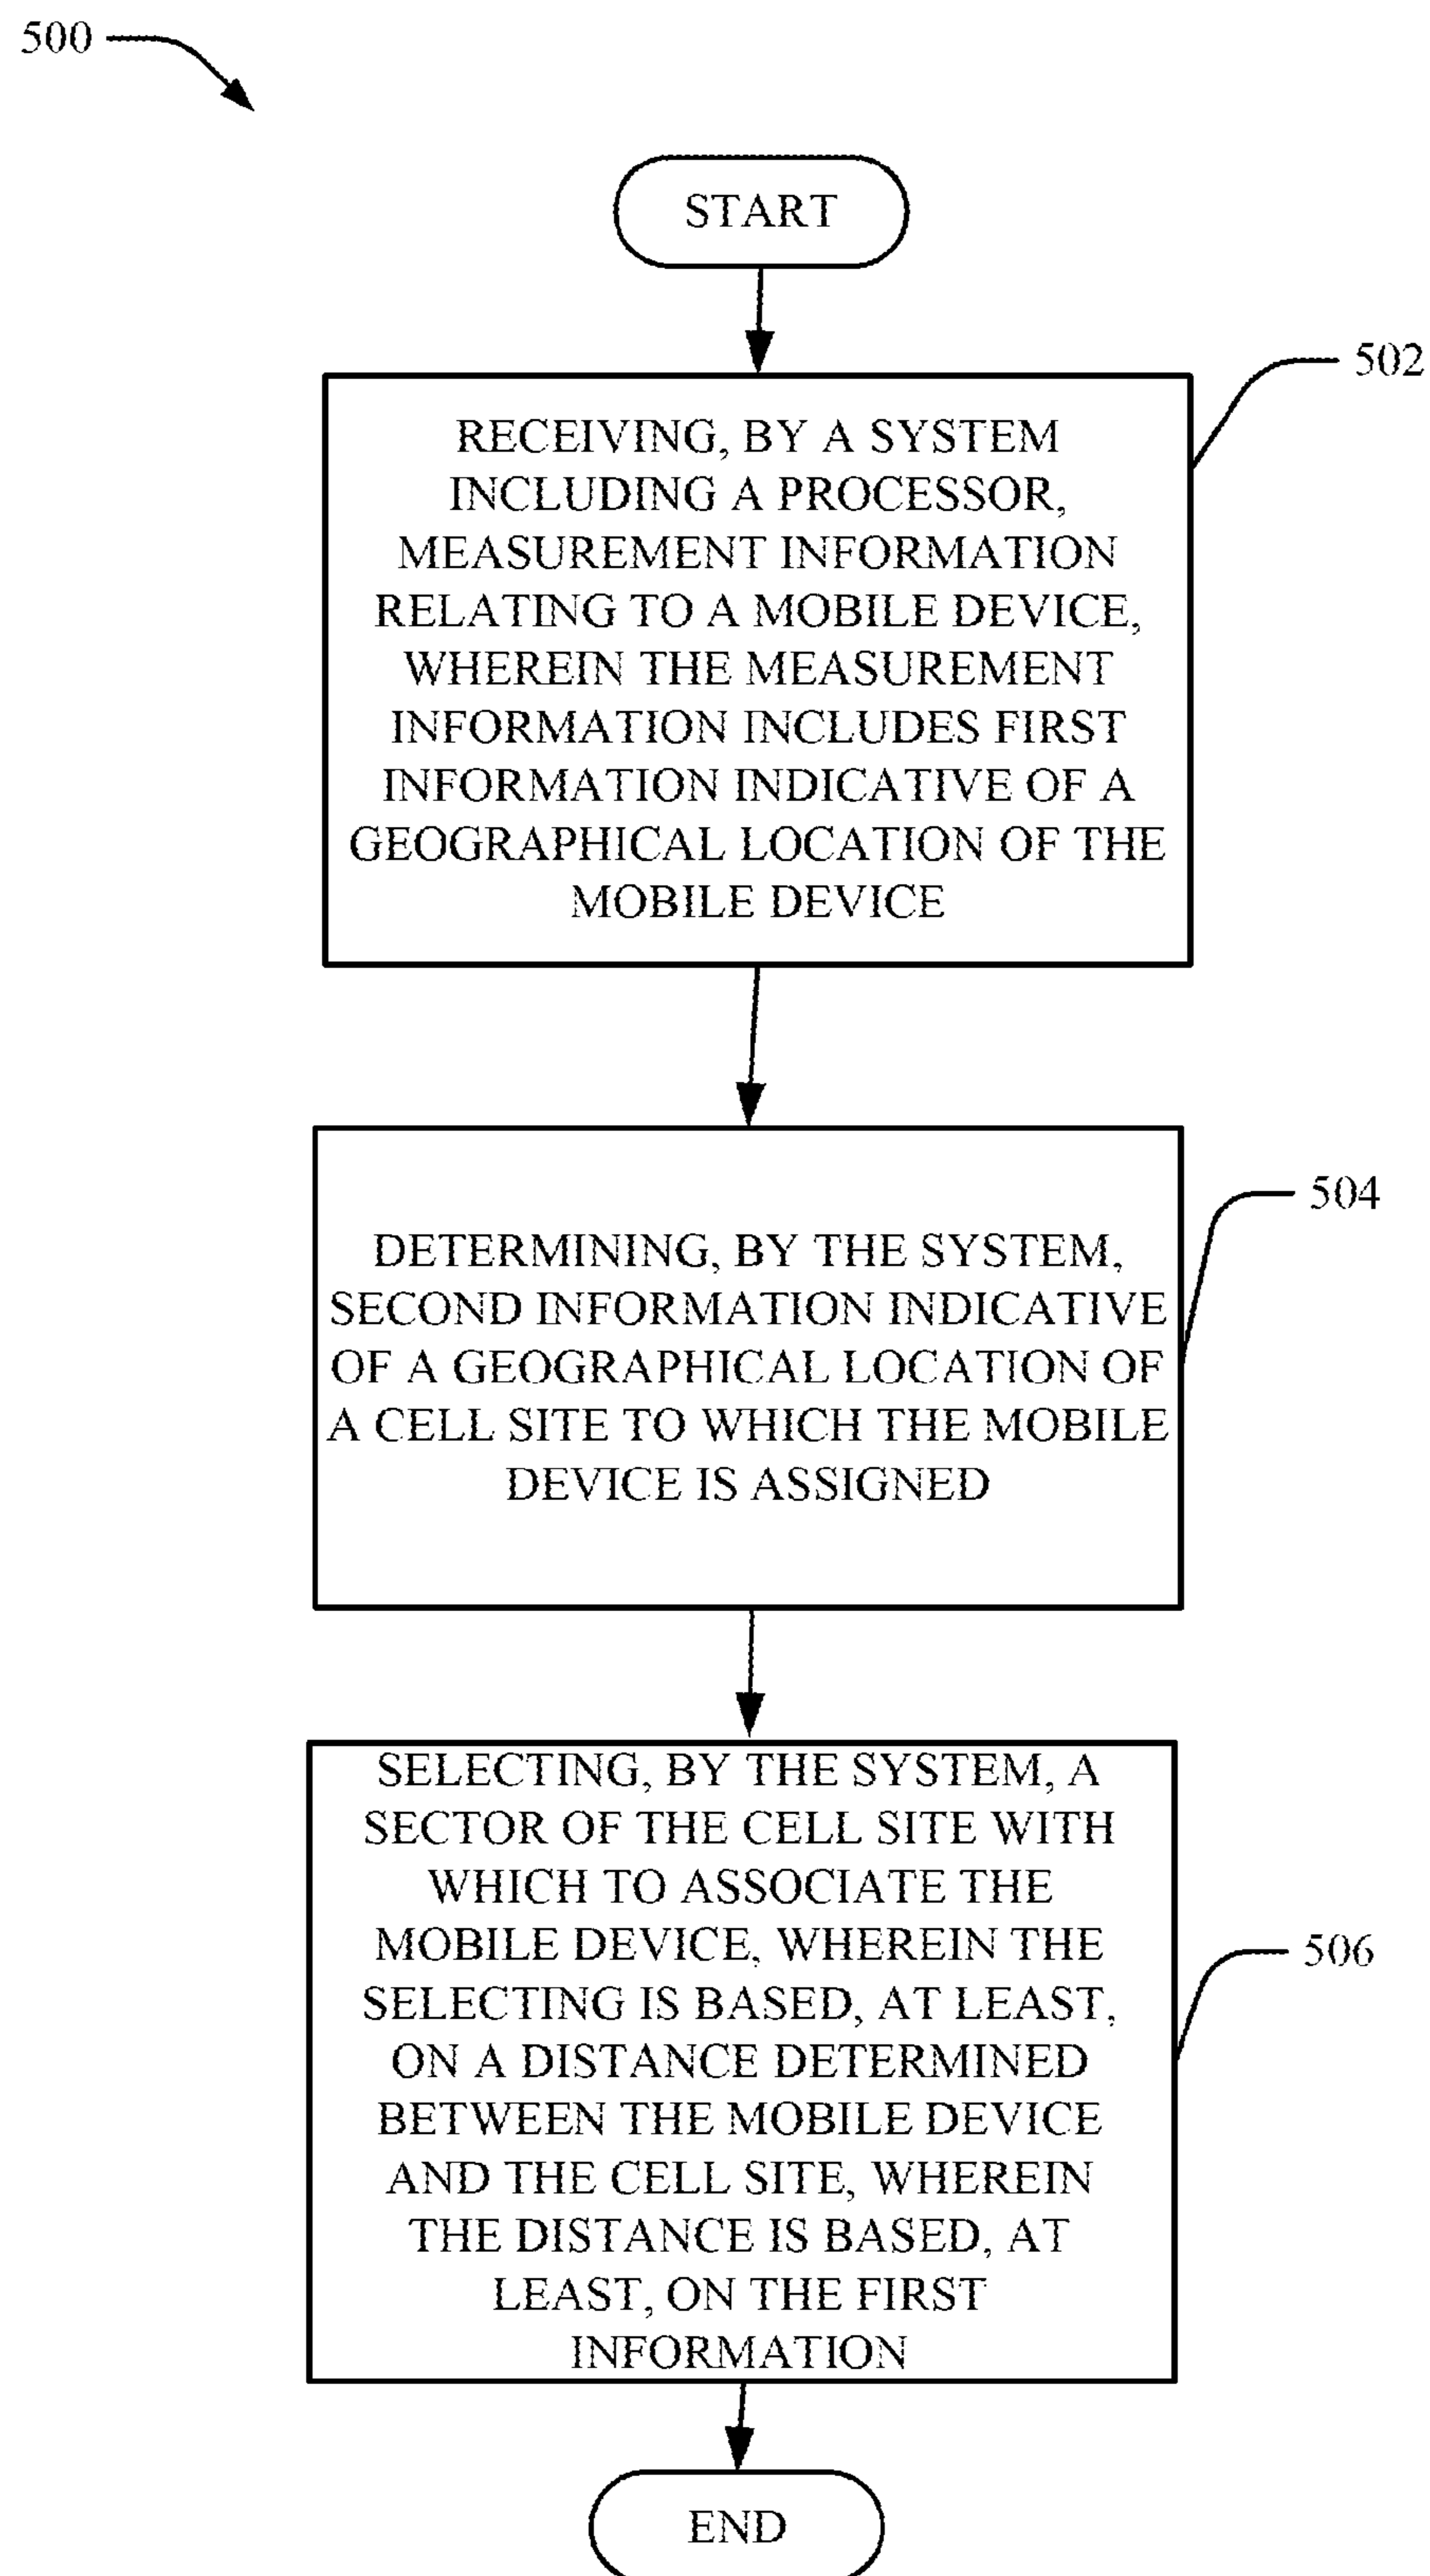 500
START
502
RECEIVING, BY A SYSTEM
INCLUDING A PROCESSOR,
MEASUREMENT INFORMATION
RELATING TO A MOBILE DEVICE,
WHEREIN THE MEASUREMENT
INFORMATION INCLUDES FIRST
INFORMATION INDICATIVE OF A
GEOGRAPHICAL LOCATION OF THE
MOBILE DEVICE
504
DETERMINING, BY THE SYSTEM,
SECOND INFORMATION INDICATIVE
OF A GEOGRAPHICAL LOCATION OF
A CELL SITE TO WHICH THE MOBILE
DEVICE IS ASSIGNED
SELECTING, BY THE SYSTEM, A
SECTOR OF THE CELL SITE WITH
WHICH TO ASSOCIATE THE
MOBILE DEVICE, WHEREIN THE
506
SELECTING IS BASED, AT LEAST,
ON A DISTANCE DETERMINED
BETWEEN THE MOBILE DEVICE
AND THE CELL SITE, WHEREIN
THE DISTANCE IS BASED, AT
LEAST, ON THE FIRST
INFORMATION
END